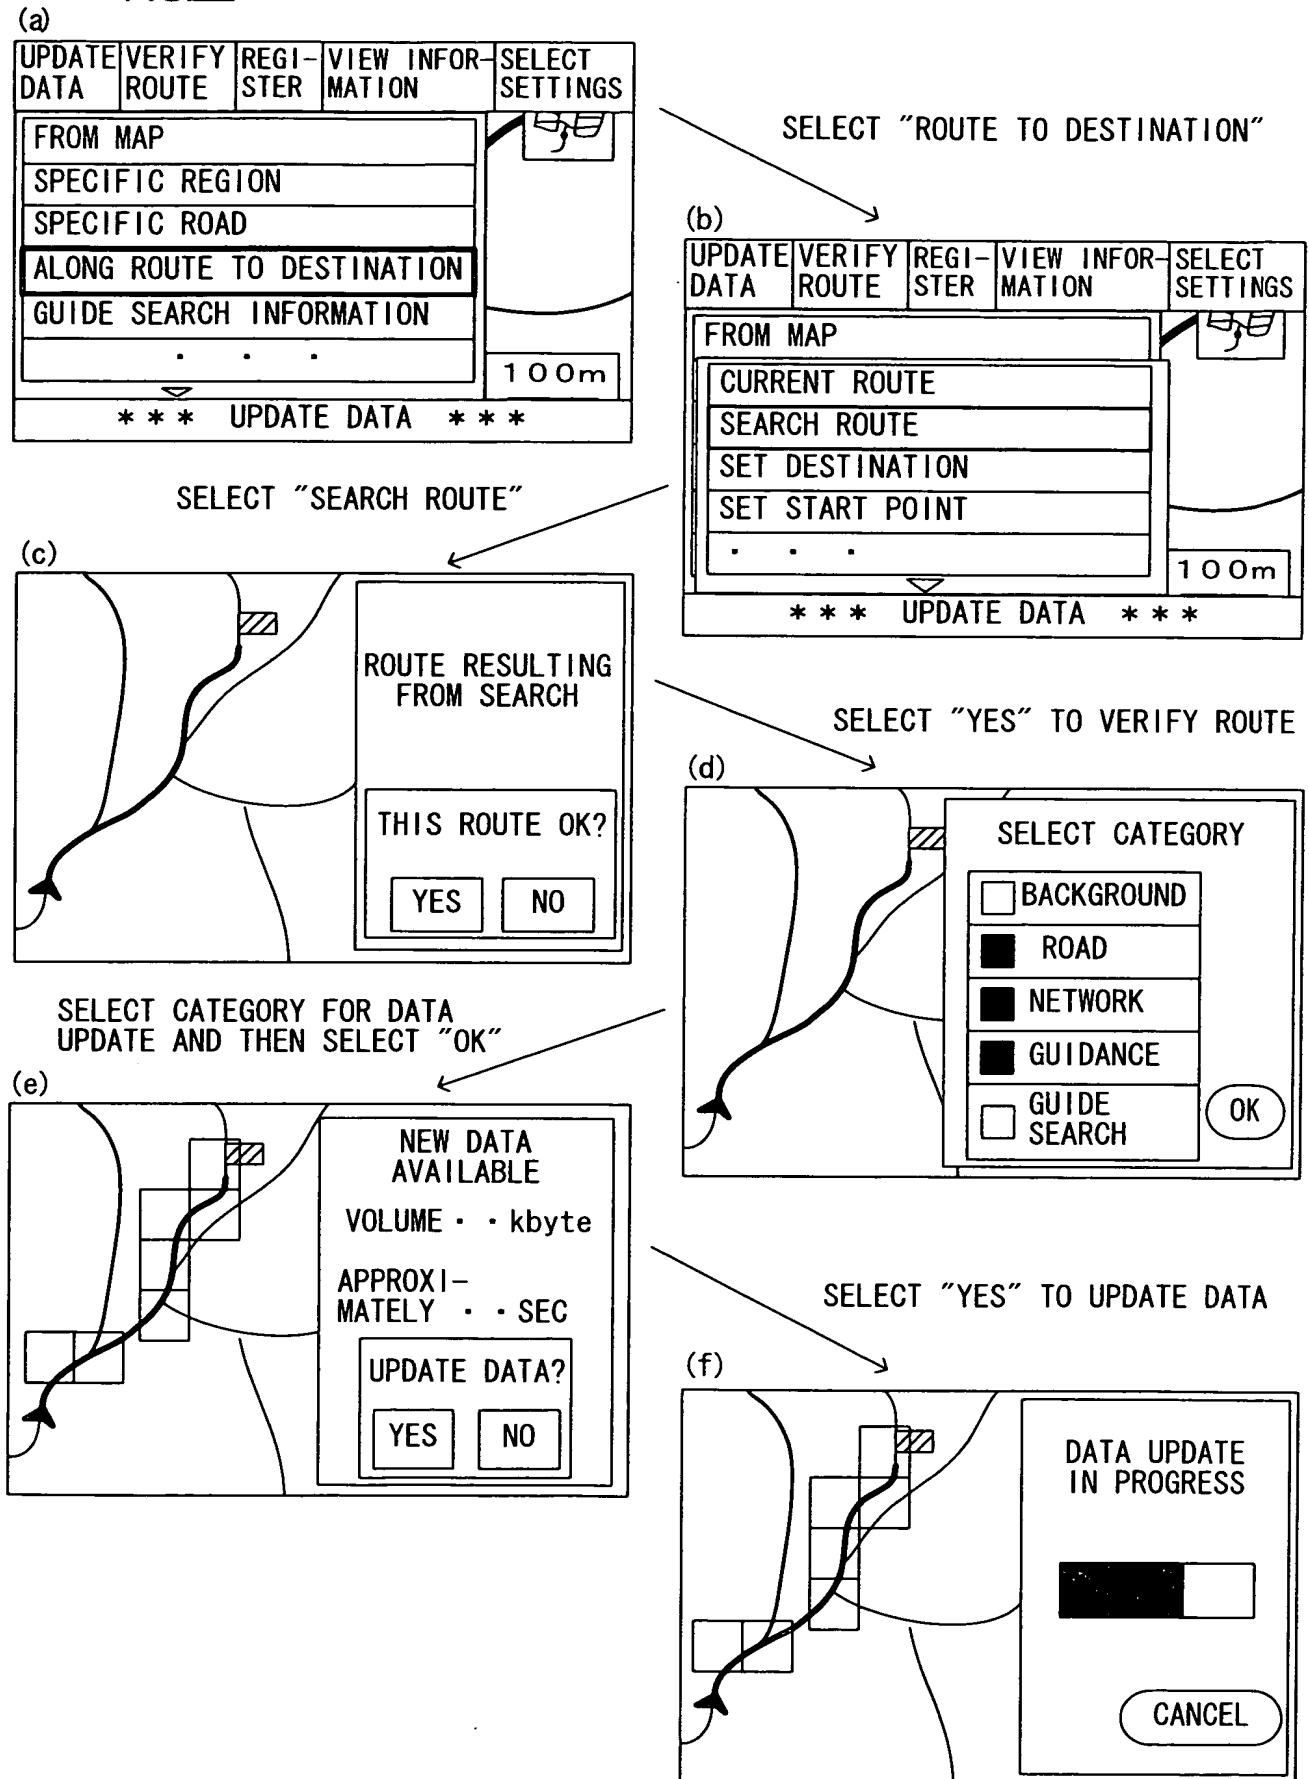 (a)
UPDATE DATA VERIFY ROUTE REGI-STER VIEW INFOR-MATION SELECT SETTINGS
FROM MAP
SPECIFIC REGION
SPECIFIC ROAD
ALONG ROUTE TO DESTINATION
GUIDE SEARCH INFORMATION
. . .
100m
*** UPDATE DATA ***
SELECT "ROUTE TO DESTINATION"
(b)
UPDATE DATA VERIFY ROUTE REGI-STER VIEW INFOR-MATION SELECT SETTINGS
FROM MAP
CURRENT ROUTE
SEARCH ROUTE
SET DESTINATION
SET START POINT
. . .
100m
*** UPDATE DATA ***
SELECT "SEARCH ROUTE"
(c)
ROUTE RESULTING
FROM SEARCH
THIS ROUTE OK?
YES NO
SELECT "YES" TO VERIFY ROUTE
(d)
SELECT CATEGORY
BACKGROUND
ROAD
NETWORK
GUIDANCE
GUIDE
SEARCH
OK
SELECT CATEGORY FOR DATA
UPDATE AND THEN SELECT "OK"
(e)
NEW DATA
AVAILABLE
VOLUME · · kbyte
APPROXI-
MATELY · · SEC
UPDATE DATA?
YES NO
SELECT "YES" TO UPDATE DATA
(f)
DATA UPDATE
IN PROGRESS
CANCEL